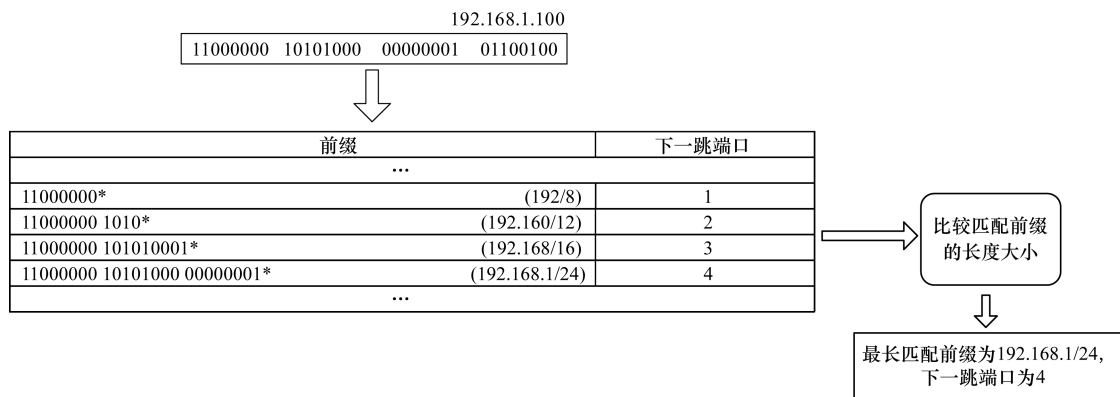 192.168.1.100
11000000 10101000 00000001 01100100
前缀 下一跳端口
…
11000000* (192/8) 1
11000000 1010* (192.160/12) 2
11000000 101010001* (192.168/16) 3
11000000 10101000 00000001* (192.168.1/24) 4
…
比较匹配前缀
的长度大小
最长匹配前缀为192.168.1/24,
下一跳端口为4